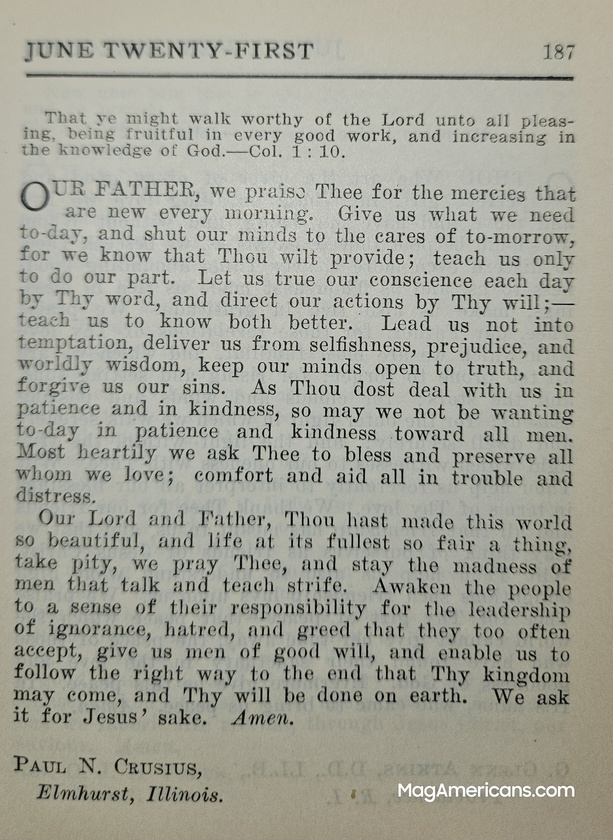 JUNE TWENTY-FIRST 187
That ye might walk worthy of the Lord unto all pleas-
ing, being fruitful in every good work, and increasing in
the knowledge of God.—Col. 1 : 10.
OUR FATHER, we praise Thee for the mercies that
are new every morning. Give us what we need
to-day, and shut our minds to the cares of to-morrow,
for we know that Thou wilt provide; teach us only
to do our part. Let us true our conscience each day
by Thy word, and direct our actions by Thy will;—
teach us to know both better. Lead us not into
temptation, deliver us from selfishness, prejudice, and
worldly wisdom, keep our minds open to truth, and
forgive us our sins. As Thou dost deal with us in
patience and in kindness, so may we not be wanting
to-day in patience and kindness toward all men.
Most heartily we ask Thee to bless and preserve all
whom we love; comfort and aid all in trouble and
distress.
Our Lord and Father, Thou hast made this world
so beautiful, and life at its fullest so fair a thing,
take pity, we pray Thee, and stay the madness of
men that talk and teach strife. Awaken the people
to a sense of their responsibility for the leadership
of ignorance, hatred, and greed that they too often
accept, give us men of good will, and enable us to
follow the right way to the end that Thy kingdom
may come, and Thy will be done on earth. We ask
it for Jesus' sake. Amen.
PAUL N. CRUSIUS,
Elmhurst, Illinois.
MagAmericans.com